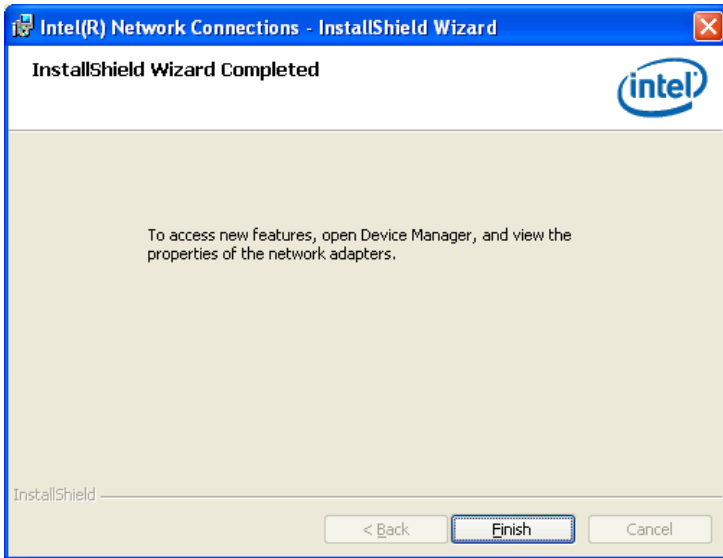 Intel(R) Network Connections - InstallShield Wizard
InstallShield Wizard Completed
intel
To access new features, open Device Manager, and view the
properties of the network adapters.
InstallShield
< Back
Finish
Cancel